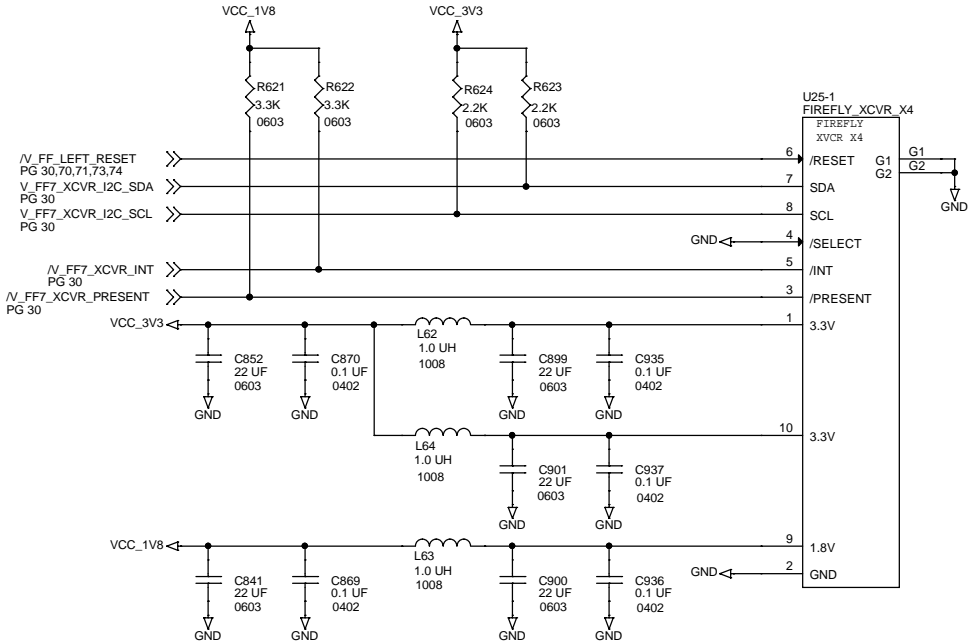 VCC_1V8
VCC_3V3
R621
3.3K
0603
R622
3.3K
0603
R624
2.2K
0603
R623
2.2K
0603
U25-1
FIREFLY_XCVR_X4
FIREFLY
XVCR X4
/V_FF_LEFT_RESET
PG 30,70,71,73,74
6
/RESET
G1
G1
G2
G2
GND
V_FF7_XCVR_I2C_SDA
PG 30
7
SDA
V_FF7_XCVR_I2C_SCL
PG 30
8
SCL
GND
4
/SELECT
/V_FF7_XCVR_INT
PG 30
5
/INT
/V_FF7_XCVR_PRESENT
PG 30
3
/PRESENT
VCC_3V3
1
3.3V
L62
1.0 UH
1008
C852
22 UF
0603
GND
C870
0.1 UF
0402
GND
C899
22 UF
0603
GND
C935
0.1 UF
0402
GND
10
3.3V
L64
1.0 UH
1008
C901
22 UF
0603
GND
C937
0.1 UF
0402
GND
VCC_1V8
9
1.8V
L63
1.0 UH
1008
GND
2
GND
C841
22 UF
0603
GND
C869
0.1 UF
0402
GND
C900
22 UF
0603
GND
C936
0.1 UF
0402
GND